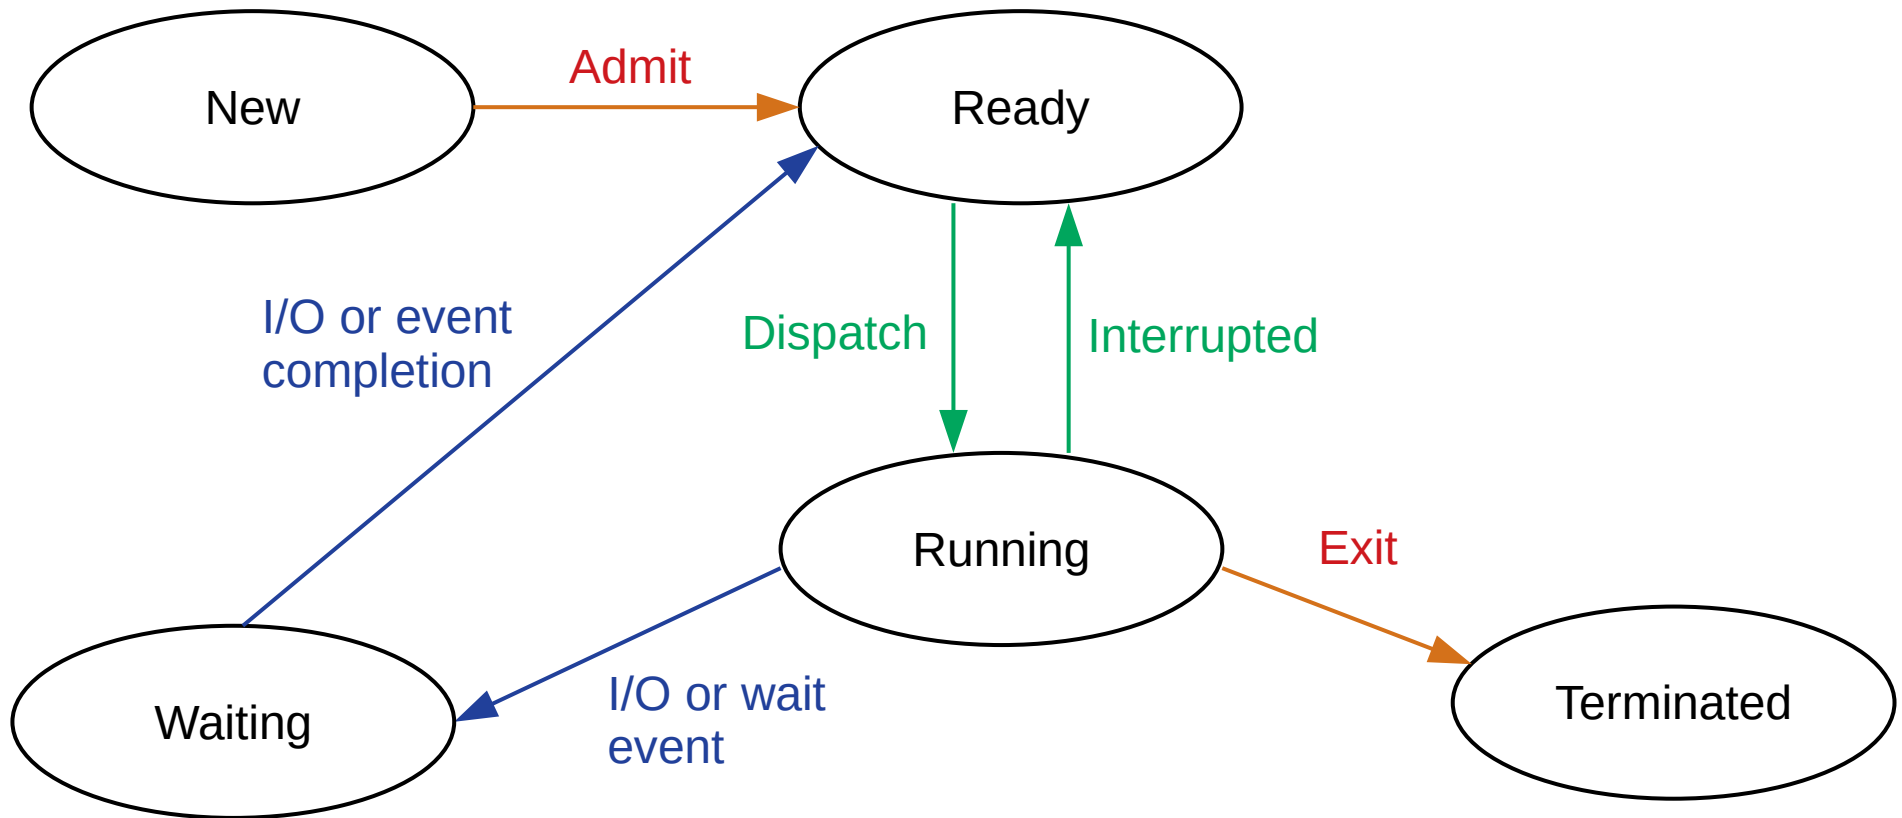 New
Admit
Ready
I/O or event
completion
Dispatch
Interrupted
Running
Exit
Waiting
I/O or wait
event
Terminated